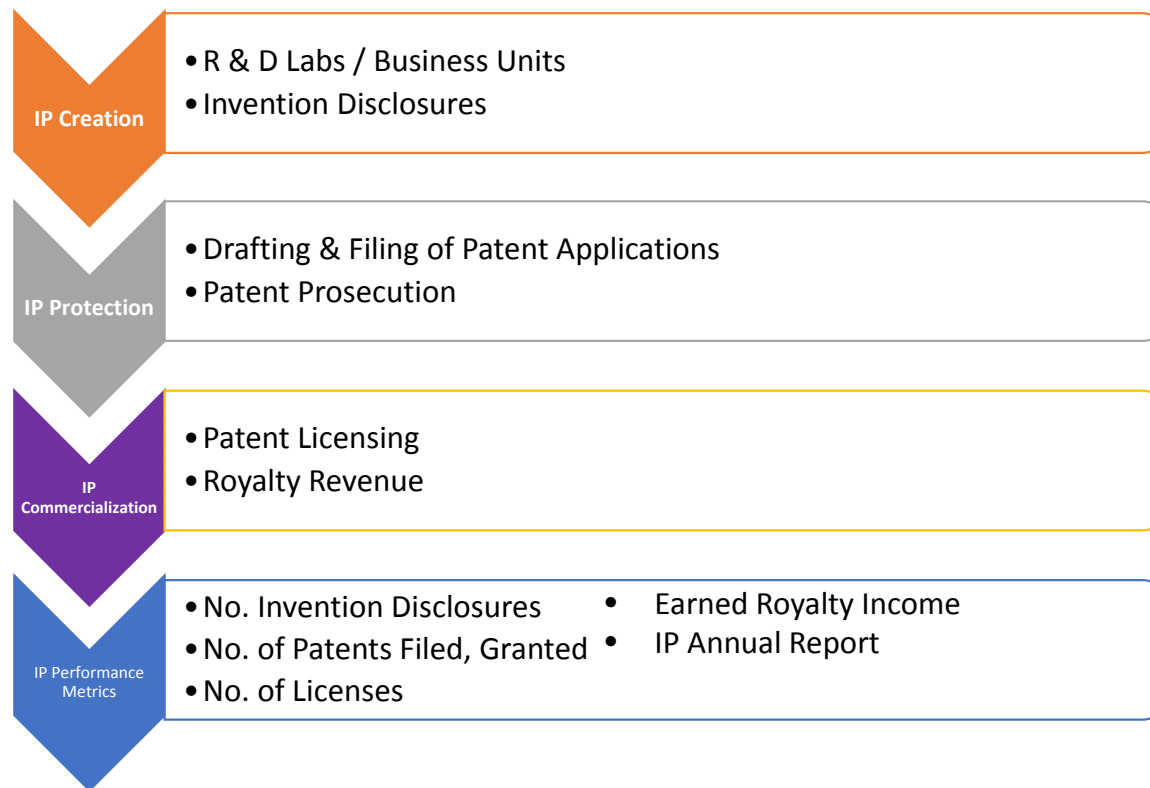 IP Creation
• R & D Labs / Business Units
• Invention Disclosures
IP Protection
• Drafting & Filing of Patent Applications
• Patent Prosecution
IP
Commercialization
• Patent Licensing
• Royalty Revenue
IP Performance
Metrics
• No. Invention Disclosures
• No. of Patents Filed, Granted
• No. of Licenses
• Earned Royalty Income
• IP Annual Report